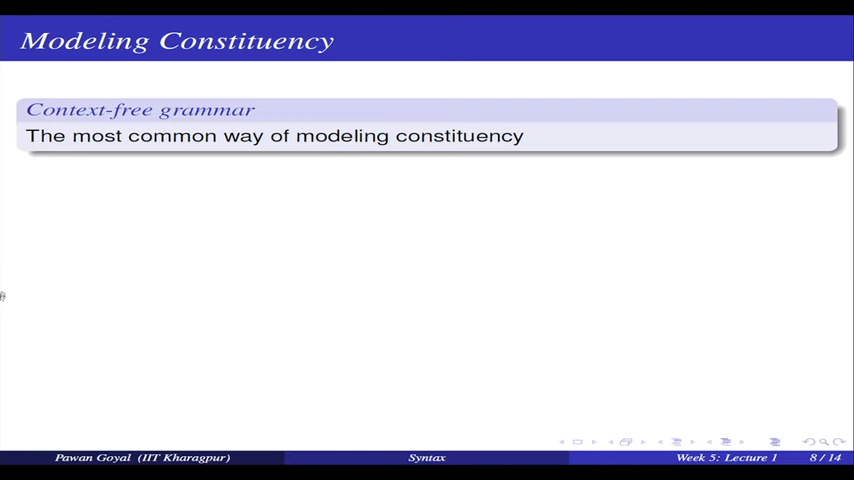 Modeling Constituency
Context-free grammar
The most common way of modeling constituency
Pawan Goyal (IIT Kharagpur) Syntax Week 5: Lecture 1 8 / 14